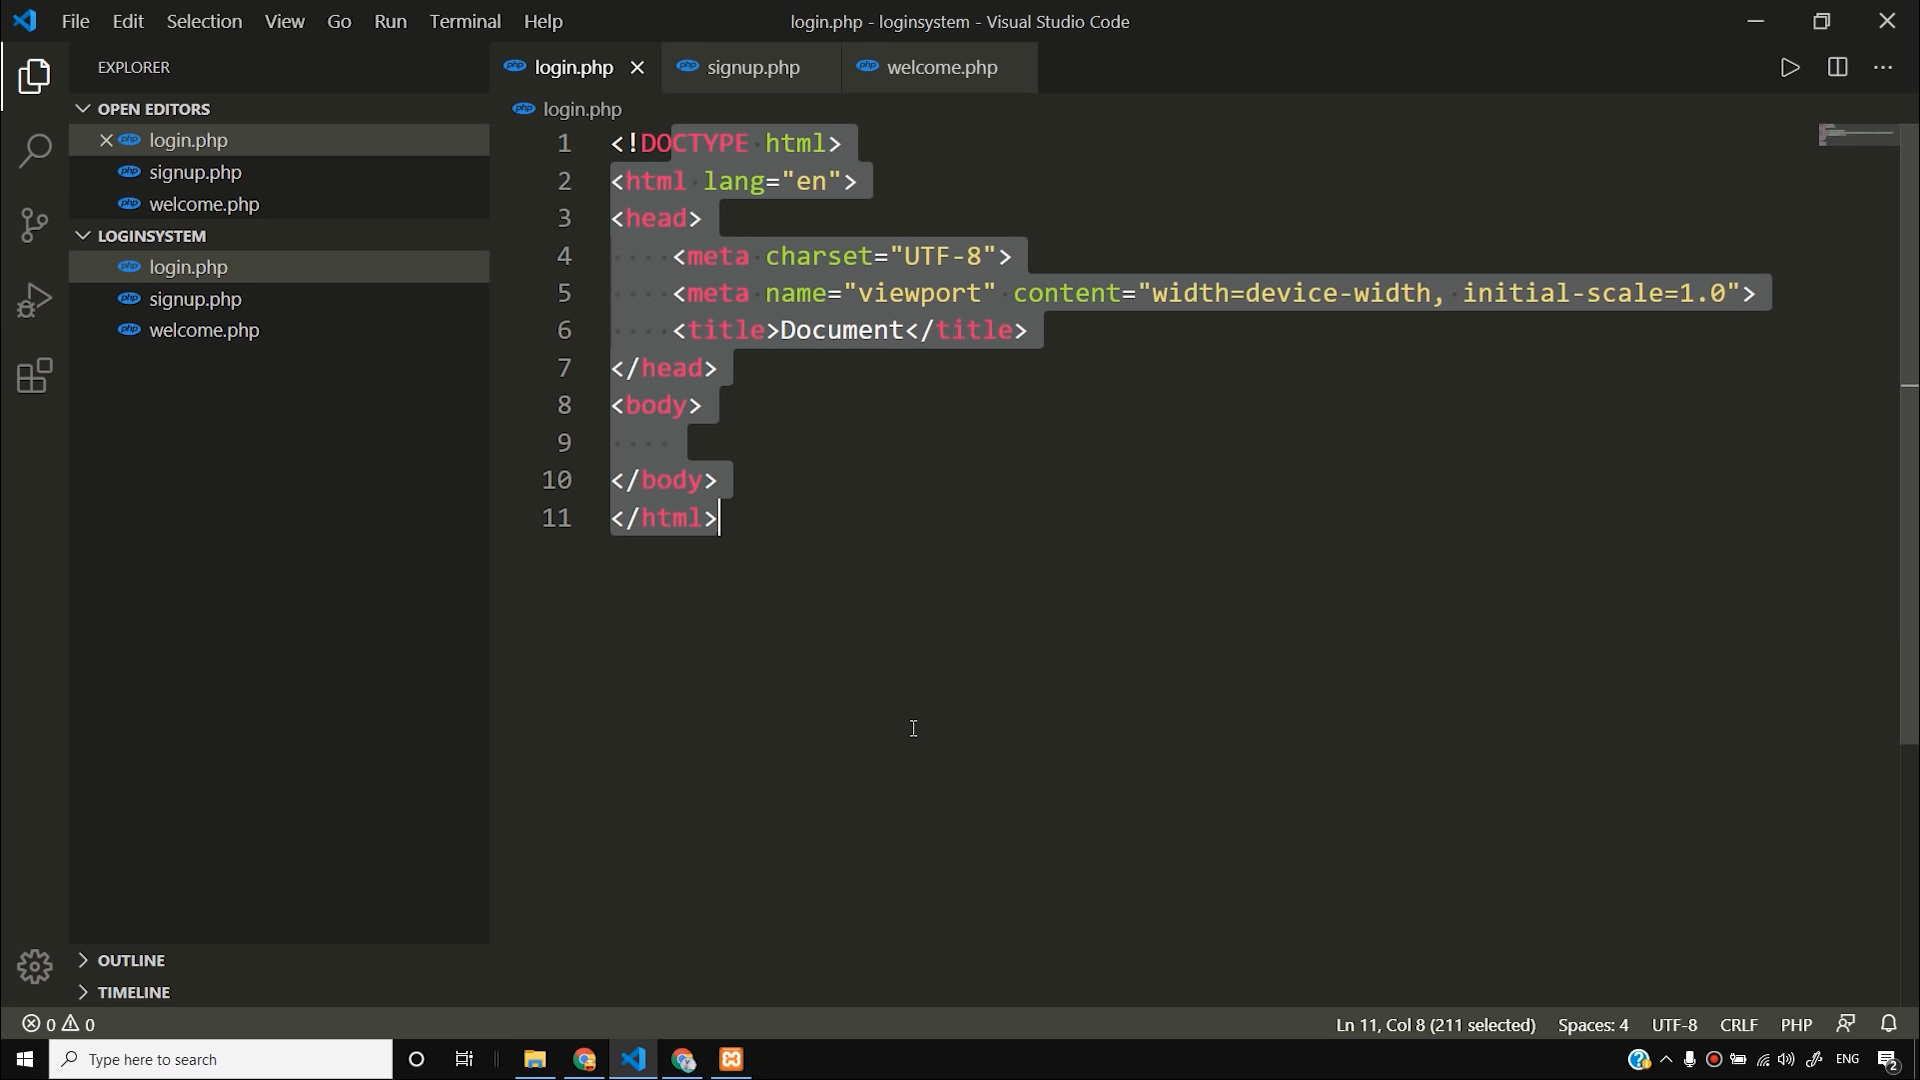 File Edit Selection View Go Run Terminal Help
login.php - loginsystem - Visual Studio Code
EXPLORER
OPEN EDITORS
login.php
signup.php
welcome.php
LOGINSYSTEM
login.php
signup.php
welcome.php
OUTLINE
TIMELINE
php login.php
php signup.php
php welcome.php
php login.php
1 <!DOCTYPE html>
2 <html lang="en">
3 <head>
4 <meta charset="UTF-8">
5 <meta name="viewport" content="width=device-width, initial-scale=1.0">
6 <title>Document</title>
7 </head>
8 <body>
9
10 </body>
11 </html>
0 0
Ln 11, Col 8 (211 selected) Spaces: 4 UTF-8 CRLF PHP
Type here to search
ENG
2